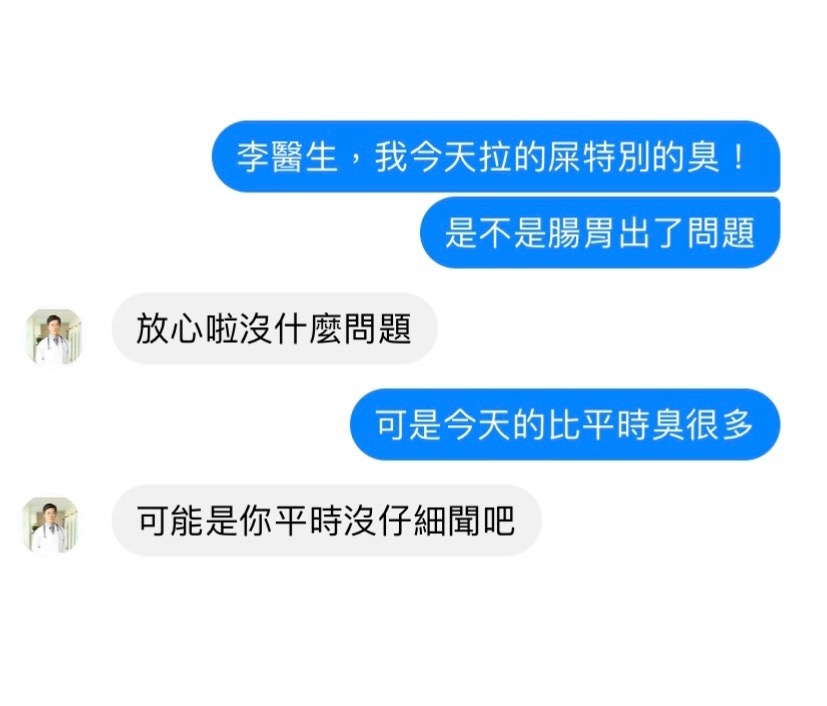 李醫生，我今天拉的屎特別的臭！
是不是腸胃出了問題
放心啦沒什麼問題
可是今天的比平時臭很多
可能是你平時沒仔細聞吧